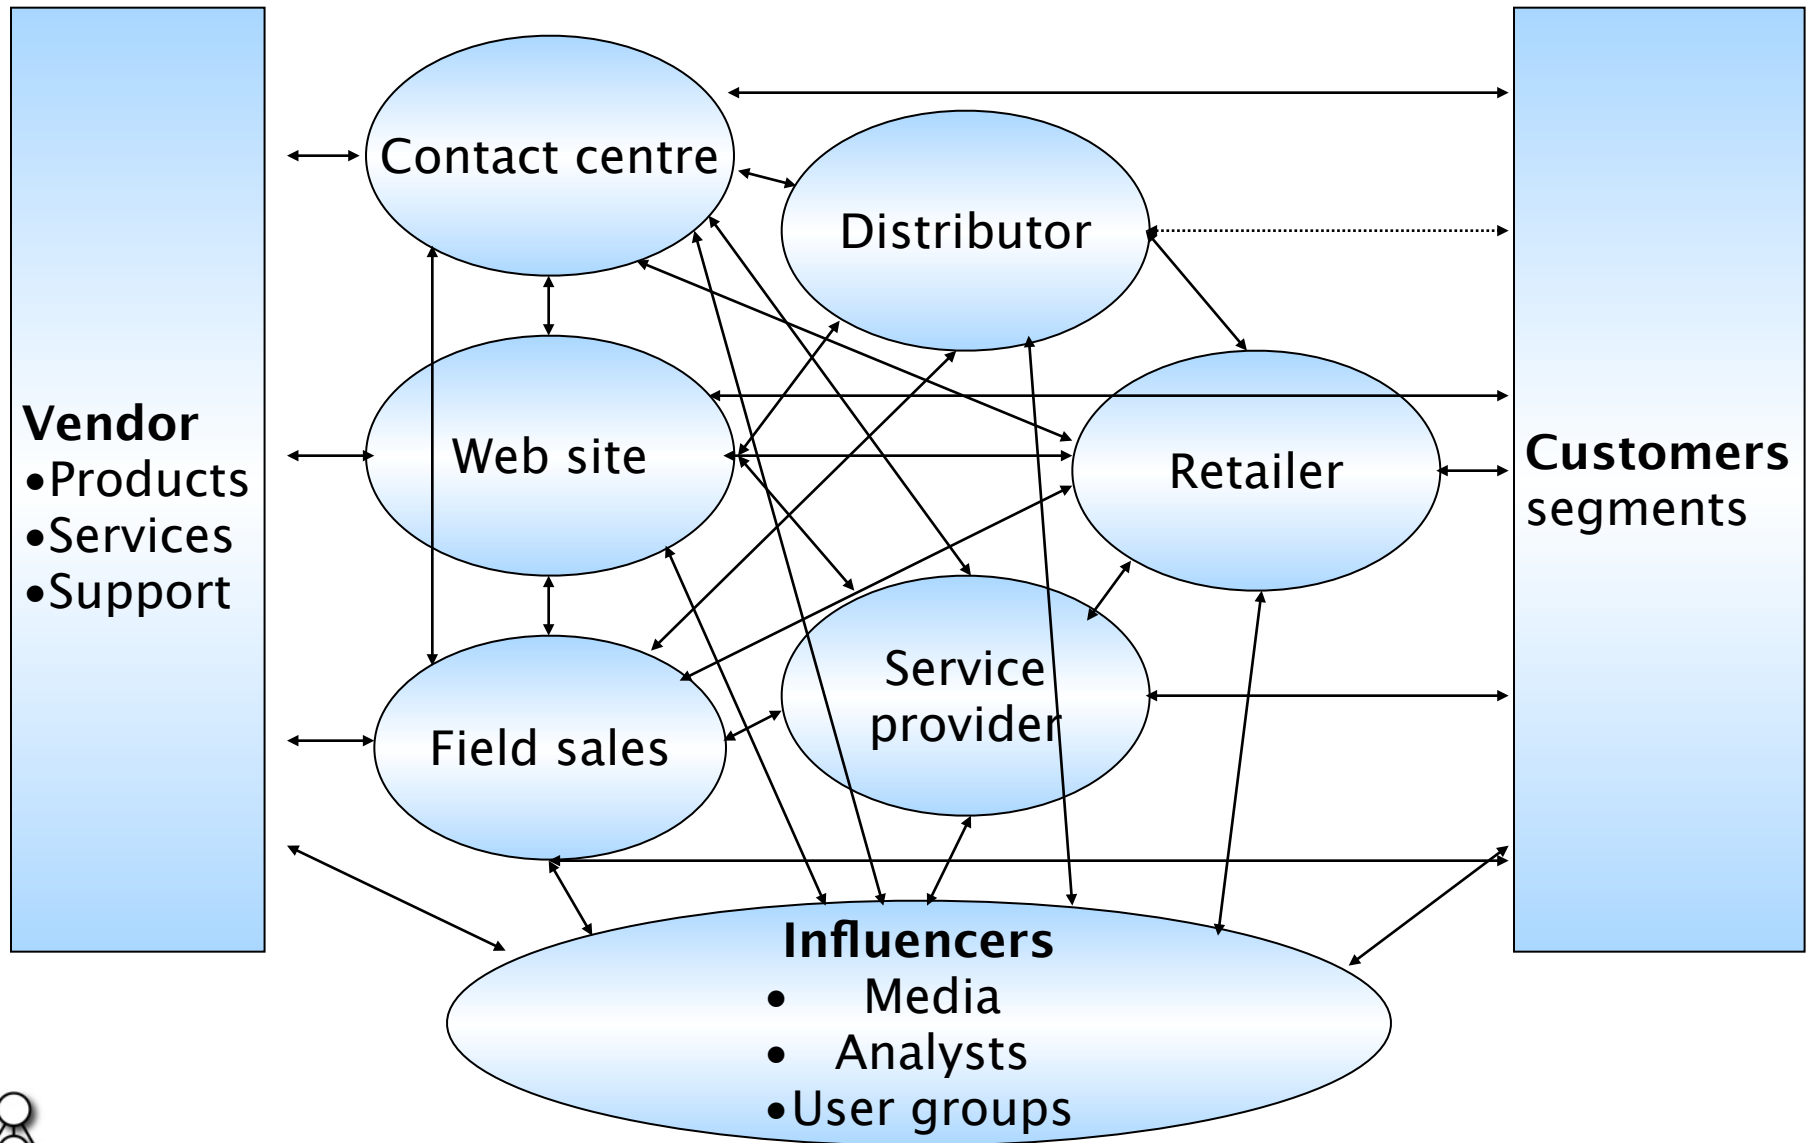 Vendor
•Products
•Services
•Support
Contact centre
Distributor
Web site
Retailer
Field sales
Service
provider
Customers
segments
Influencers
• Media
• Analysts
•User groups